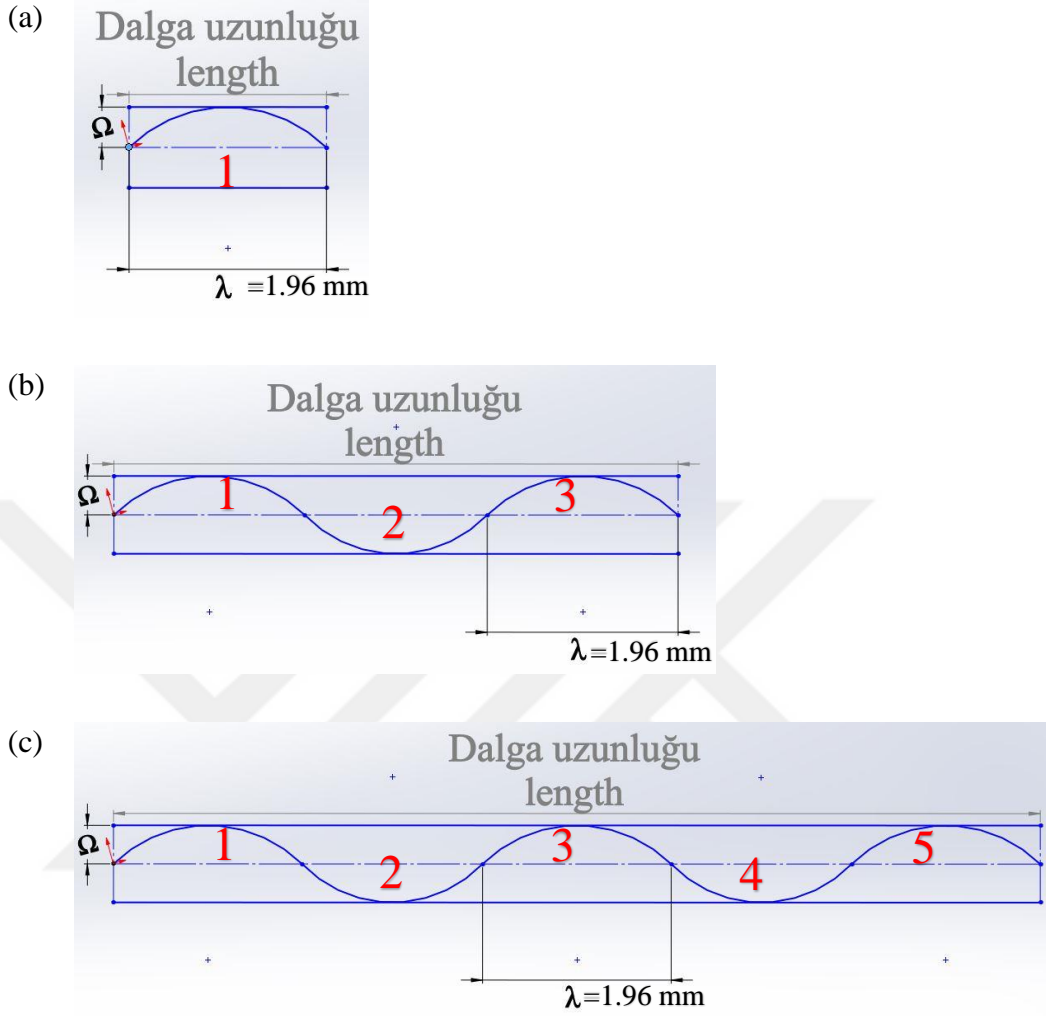 (a)
Dalga uzunluğu
length
Ω
1
λ =1.96 mm
(b)
Dalga uzunluğu
length
Ω
1
2
3
λ=1.96 mm
(c)
Dalga uzunluğu
length
Ω
1
2
3
4
5
λ=1.96 mm